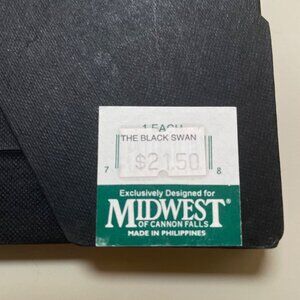 1 EACH
THE BLACK SWAN
$21.50
7 8
Exclusively Designed for
MIDWEST®
OF CANNON FALLS
MADE IN PHILIPPINES